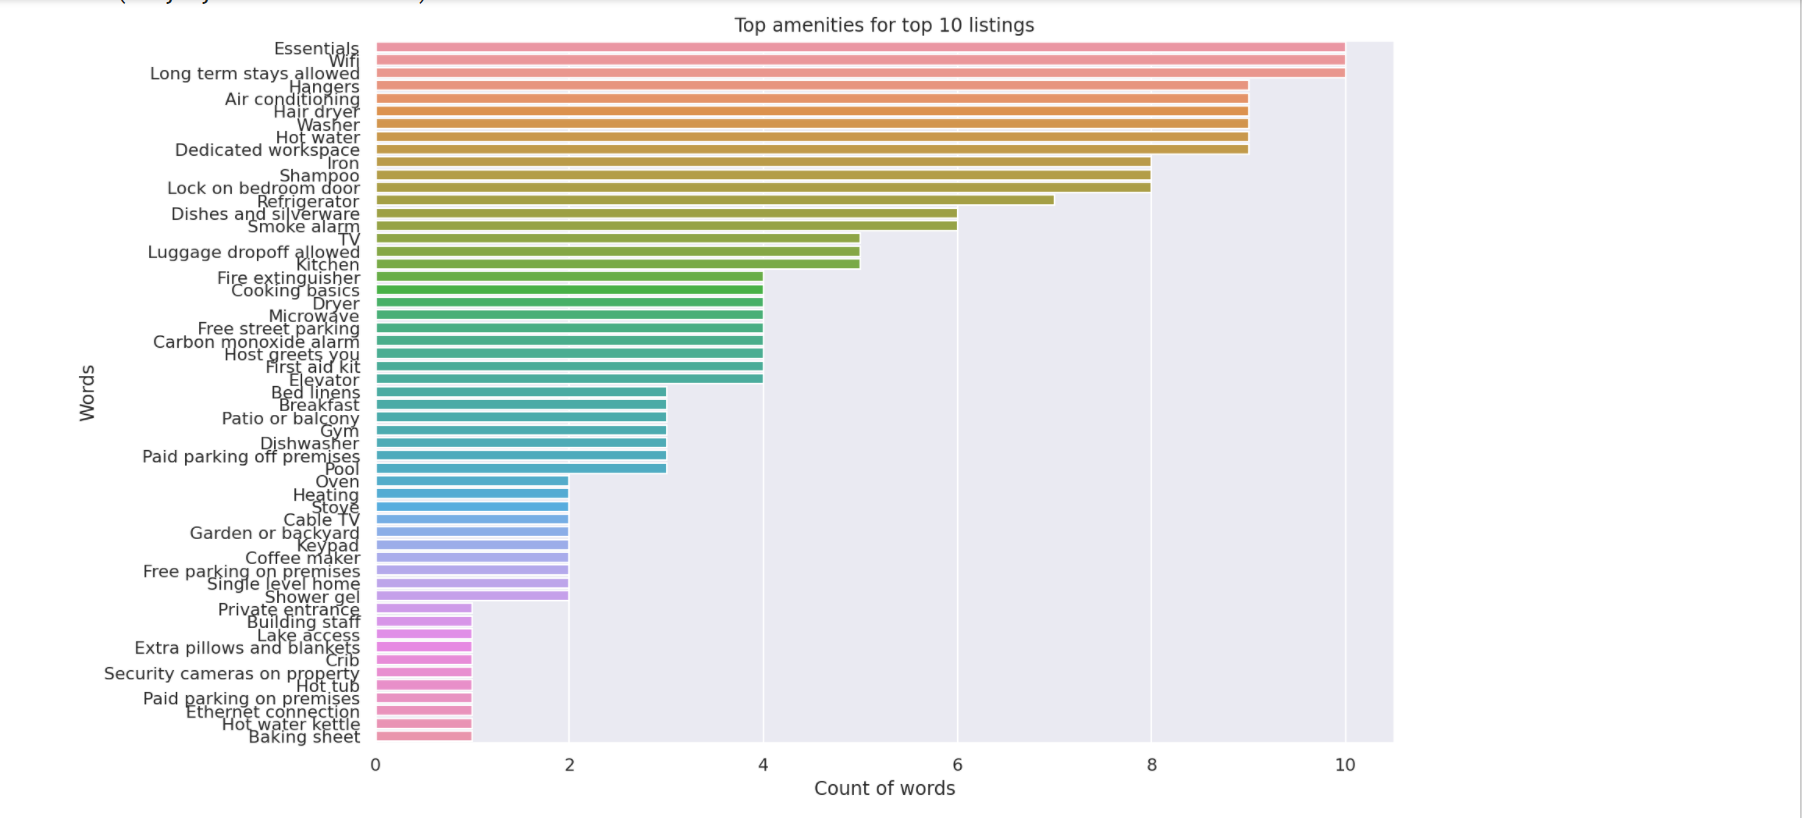 Top amenities for top 10 listings
Essentials
Wifi
Long term stays allowed
Hangers
Air conditioning
Hair dryer
Washer
Hot water
Dedicated workspace
Iron
Shampoo
Lock on bedroom door
Refrigerator
Dishes and silverware
Smoke alarm
TV
Luggage dropoff allowed
Kitchen
Fire extinguisher
Cooking basics
Dryer
Microwave
Free street parking
Carbon monoxide alarm
Host greets you
First aid kit
Elevator
Bed linens
Breakfast
Patio or balcony
Gym
Dishwasher
Paid parking off premises
Pool
Oven
Heating
Stove
Cable TV
Garden or backyard
Keypad
Coffee maker
Free parking on premises
Single level home
Shower gel
Private entrance
Building staff
Lake access
Extra pillows and blankets
Crib
Security cameras on property
Hot tub
Paid parking on premises
Ethernet connection
Hot water kettle
Baking sheet
Words
0 2 4 6 8 10
Count of words